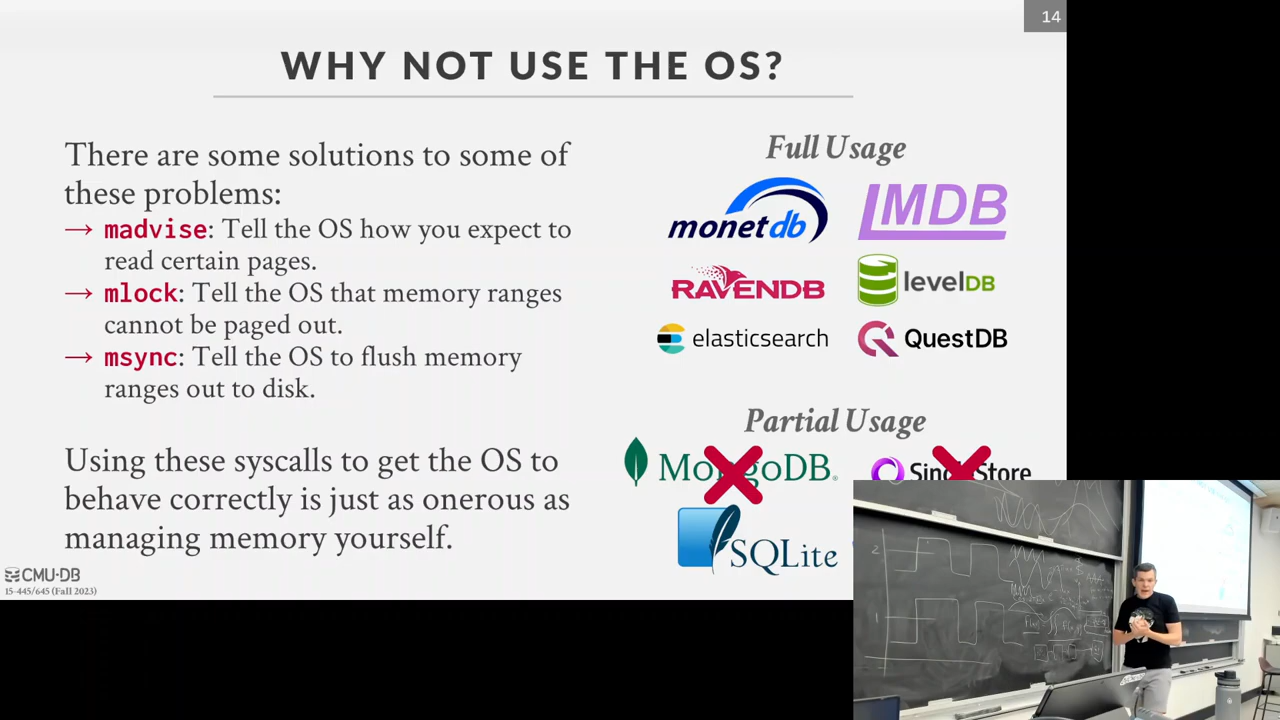 14
WHY NOT USE THE OS?
There are some solutions to some of
these problems:
→ madvise: Tell the OS how you expect to
read certain pages.
→ mlock: Tell the OS that memory ranges
cannot be paged out.
→ msync: Tell the OS to flush memory
ranges out to disk.
Using these syscalls to get the OS to
behave correctly is just as onerous as
managing memory yourself.
Full Usage
monetdb
LMDB
RAVENDB
levelDB
elasticsearch
QuestDB
Partial Usage
MongoDB®
SingleStore
SQLite
CMU·DB
15-445/645 (Fall 2023)
2
1